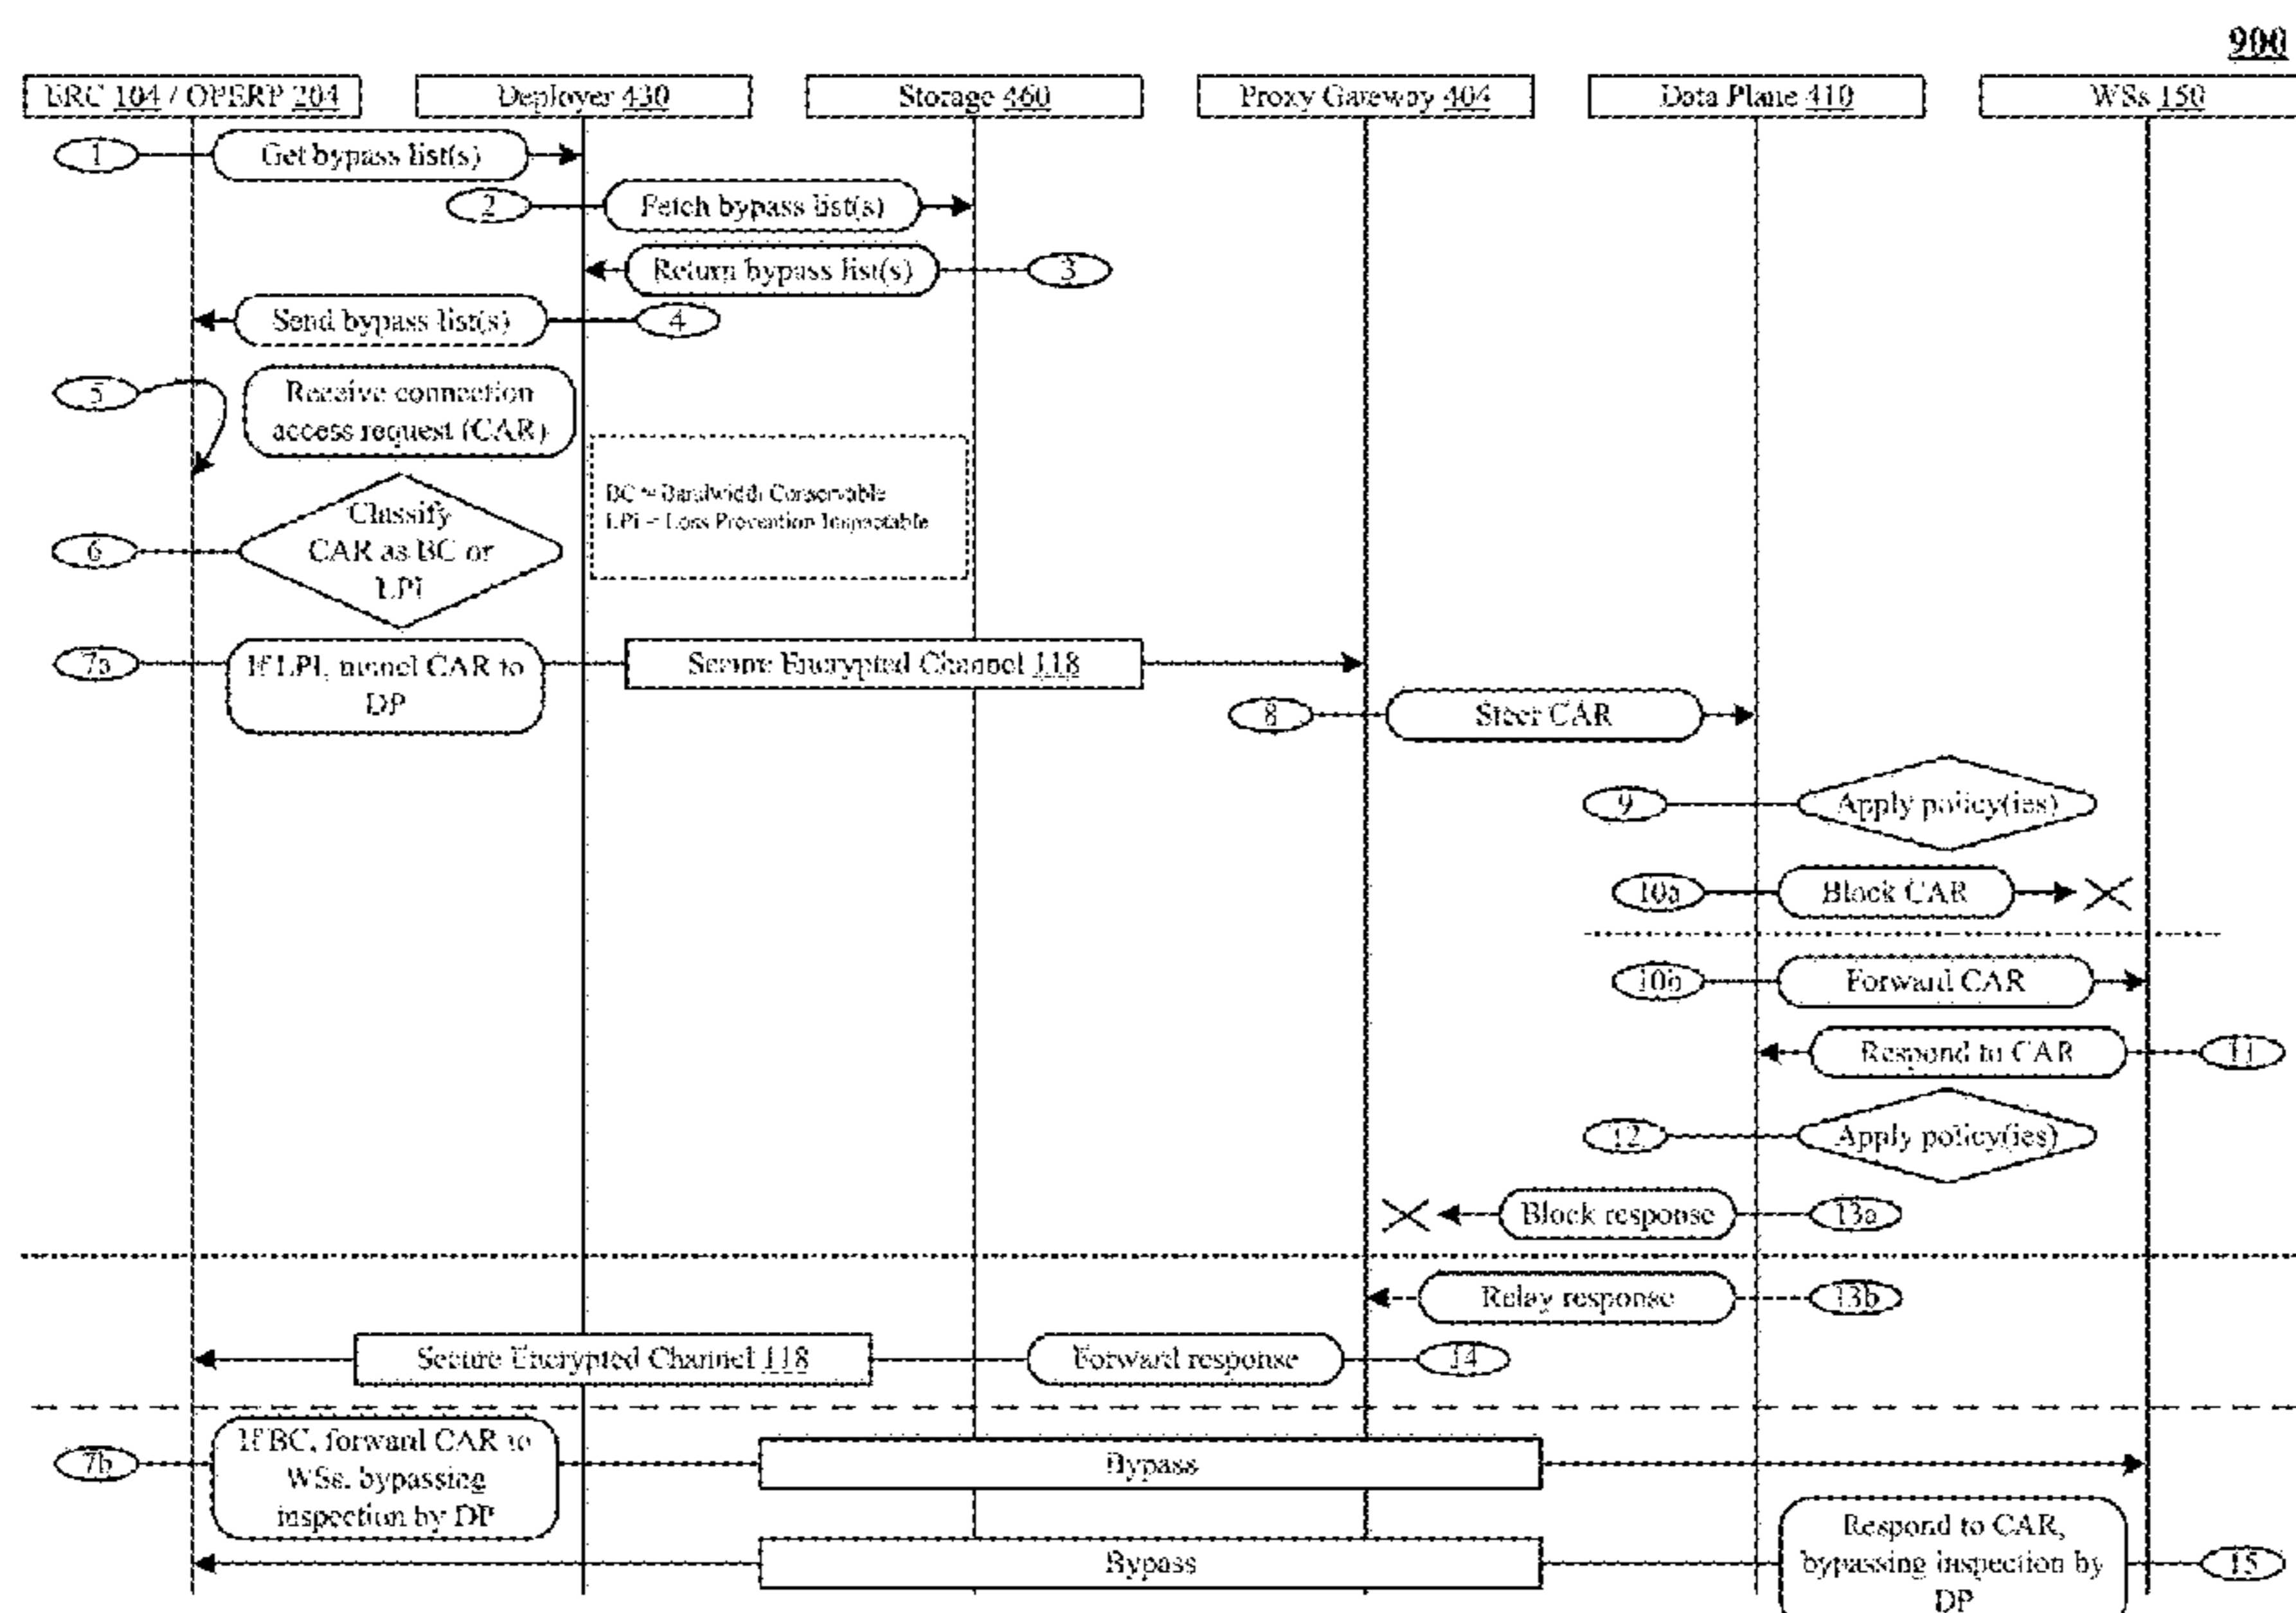 900
ERC 104 / OPERP 204
Deployer 430
Storage 460
Proxy Gateway 404
Data Plane 410
WSs 150
1
Get bypass list(s)
2
Fetch bypass list(s)
Return bypass list(s)
3
Send bypass list(s)
4
5
Receive connection
access request (CAR)
BC = Bandwidth Conservable
LPI = Loss Prevention Inspectable
6
Classify
CAR as BC or
LPI
7a
If LPI, tunnel CAR to
DP
Secure Encrypted Channel 118
8
Steer CAR
9
Apply policy(ies)
10a
Block CAR
10b
Forward CAR
Respond to CAR
11
12
Apply policy(ies)
Block response
13a
Relay response
13b
Secure Encrypted Channel 118
Forward response
14
7b
If BC, forward CAR to
WSs, bypassing
inspection by DP
Bypass
Bypass
Respond to CAR,
bypassing inspection by
DP
15